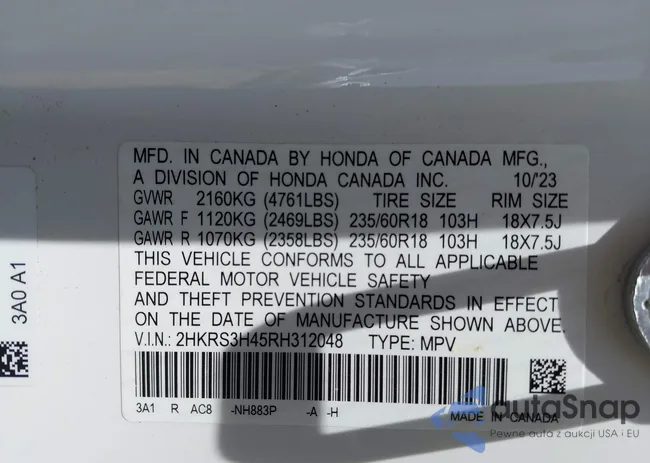 MFD. IN CANADA BY HONDA OF CANADA MFG.,
A DIVISION OF HONDA CANADA INC. 10/'23
GVWR 2160KG (4761LBS) TIRE SIZE RIM SIZE
GAWR F 1120KG (2469LBS) 235/60R18 103H 18X7.5J
GAWR R 1070KG (2358LBS) 235/60R18 103H 18X7.5J
THIS VEHICLE CONFORMS TO ALL APPLICABLE
FEDERAL MOTOR VEHICLE SAFETY
AND THEFT PREVENTION STANDARDS IN EFFECT
ON THE DATE OF MANUFACTURE SHOWN ABOVE.
V.I.N.: 2HKRS3H45RH312048 TYPE: MPV
3A1 R AC8 -NH883P -A -H
MADE IN CANADA
3A0 A1
autoSnap
Pewne auta z aukcji USA i EU